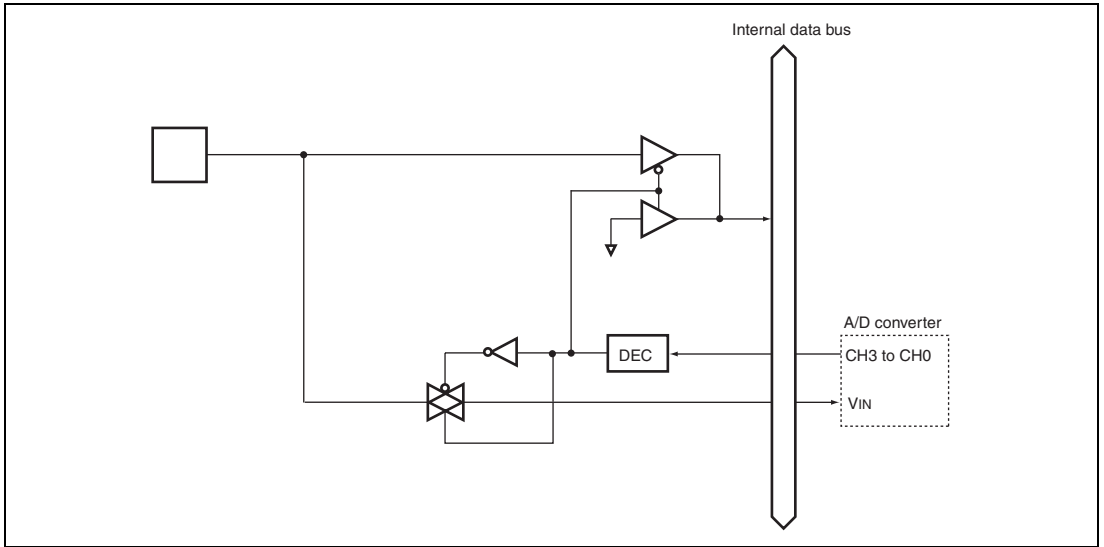 Internal data bus
A/D converter
DEC
CH3 to CH0
VIN